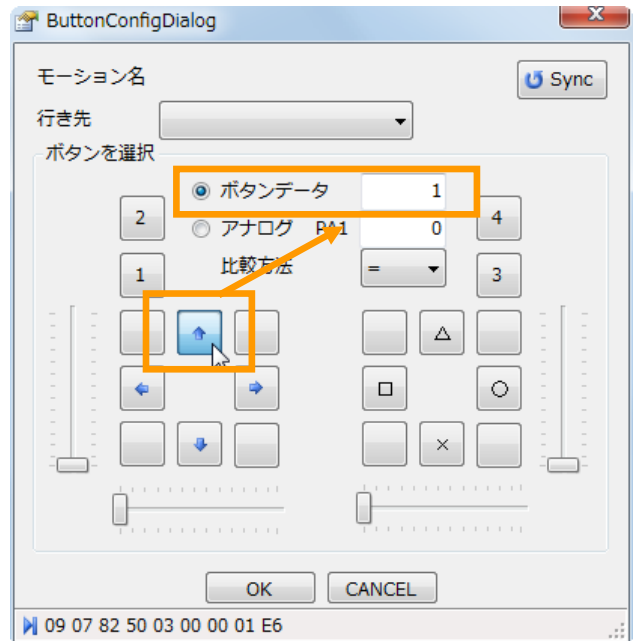 ButtonConfigDialog
モーション名
Sync
行き先
ボタンを選択
ボタンデータ 1
2
アナログ PA1 0
4
比較方法 =
1
3
△
□
○
×
OK CANCEL
09 07 82 50 03 00 00 01 E6